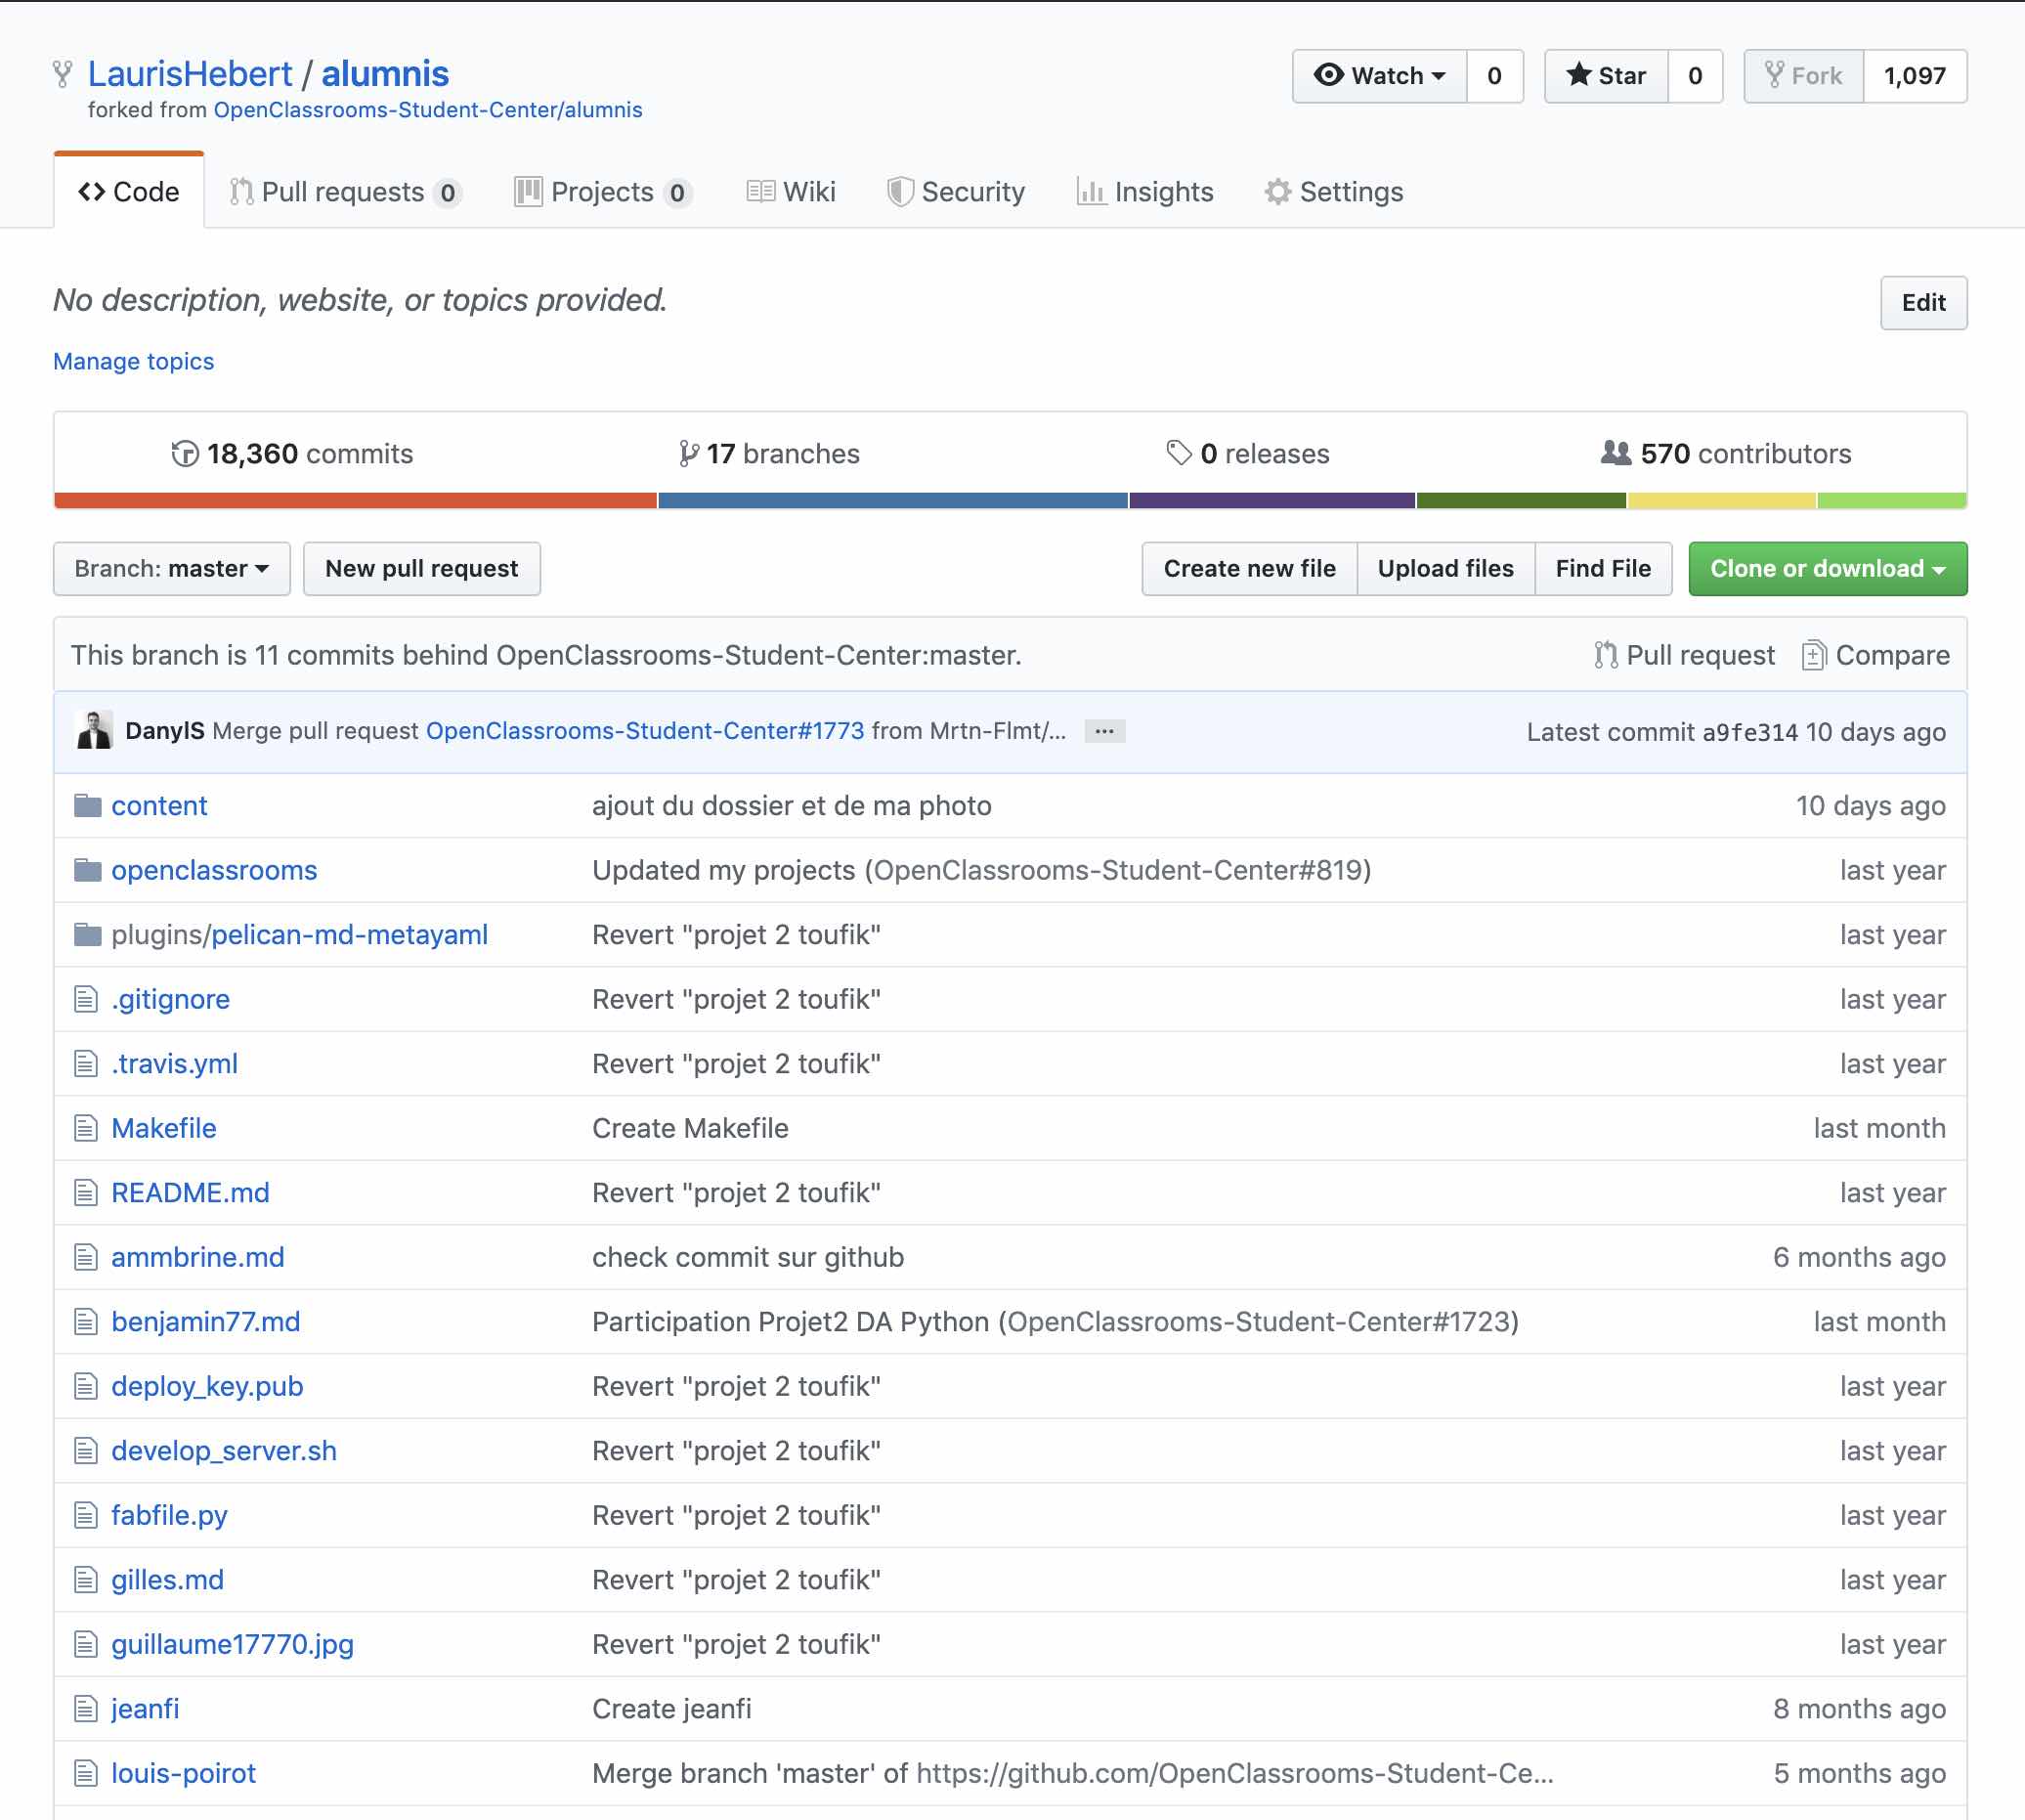 LaurisHebert / alumnis
Watch 0 Star 0 Fork 1,097
forked from OpenClassrooms-Student-Center/alumnis
Code Pull requests 0 Projects 0 Wiki Security Insights Settings
No description, website, or topics provided.
Edit
Manage topics
18,360 commits 17 branches 0 releases 570 contributors
Branch: master New pull request Create new file Upload files Find File Clone or download
This branch is 11 commits behind OpenClassrooms-Student-Center:master. Pull request Compare
DanylS Merge pull request OpenClassrooms-Student-Center#1773 from Mrtn-Flmt/... ... Latest commit a9fe314 10 days ago
content ajout du dossier et de ma photo 10 days ago
openclassrooms Updated my projects (OpenClassrooms-Student-Center#819) last year
plugins/pelican-md-metayaml Revert "projet 2 toufik" last year
.gitignore Revert "projet 2 toufik" last year
.travis.yml Revert "projet 2 toufik" last year
Makefile Create Makefile last month
README.md Revert "projet 2 toufik" last year
ammbrine.md check commit sur github 6 months ago
benjamin77.md Participation Projet2 DA Python (OpenClassrooms-Student-Center#1723) last month
deploy_key.pub Revert "projet 2 toufik" last year
develop_server.sh Revert "projet 2 toufik" last year
fabfile.py Revert "projet 2 toufik" last year
gilles.md Revert "projet 2 toufik" last year
guillaume17770.jpg Revert "projet 2 toufik" last year
jeanfi Create jeanfi 8 months ago
louis-poirot Merge branch 'master' of https://github.com/OpenClassrooms-Student-Ce... 5 months ago